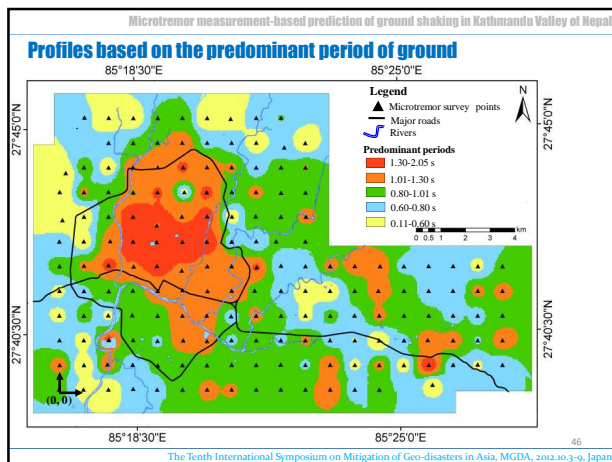 Microtremor measurement-based prediction of ground shaking in Kathmandu Valley of Nepal
Profiles based on the predominant period of ground
85°18'30"E 85°25'0"E
27°45'0"N
27°45'0"N
N
Legend
Microtremor survey points
Major roads
Rivers
Predominant periods
1.30-2.05 s
1.01-1.30 s
0.80-1.01 s
0.60-0.80 s
0.11-0.60 s
km
0 0.5 1 2 3 4
27°40'30"N
27°40'30"N
(0, 0)
85°18'30"E 85°25'0"E
46
The Tenth International Symposium on Mitigation of Geo-disasters in Asia, MGDA, 2012.10.3-9, Japan